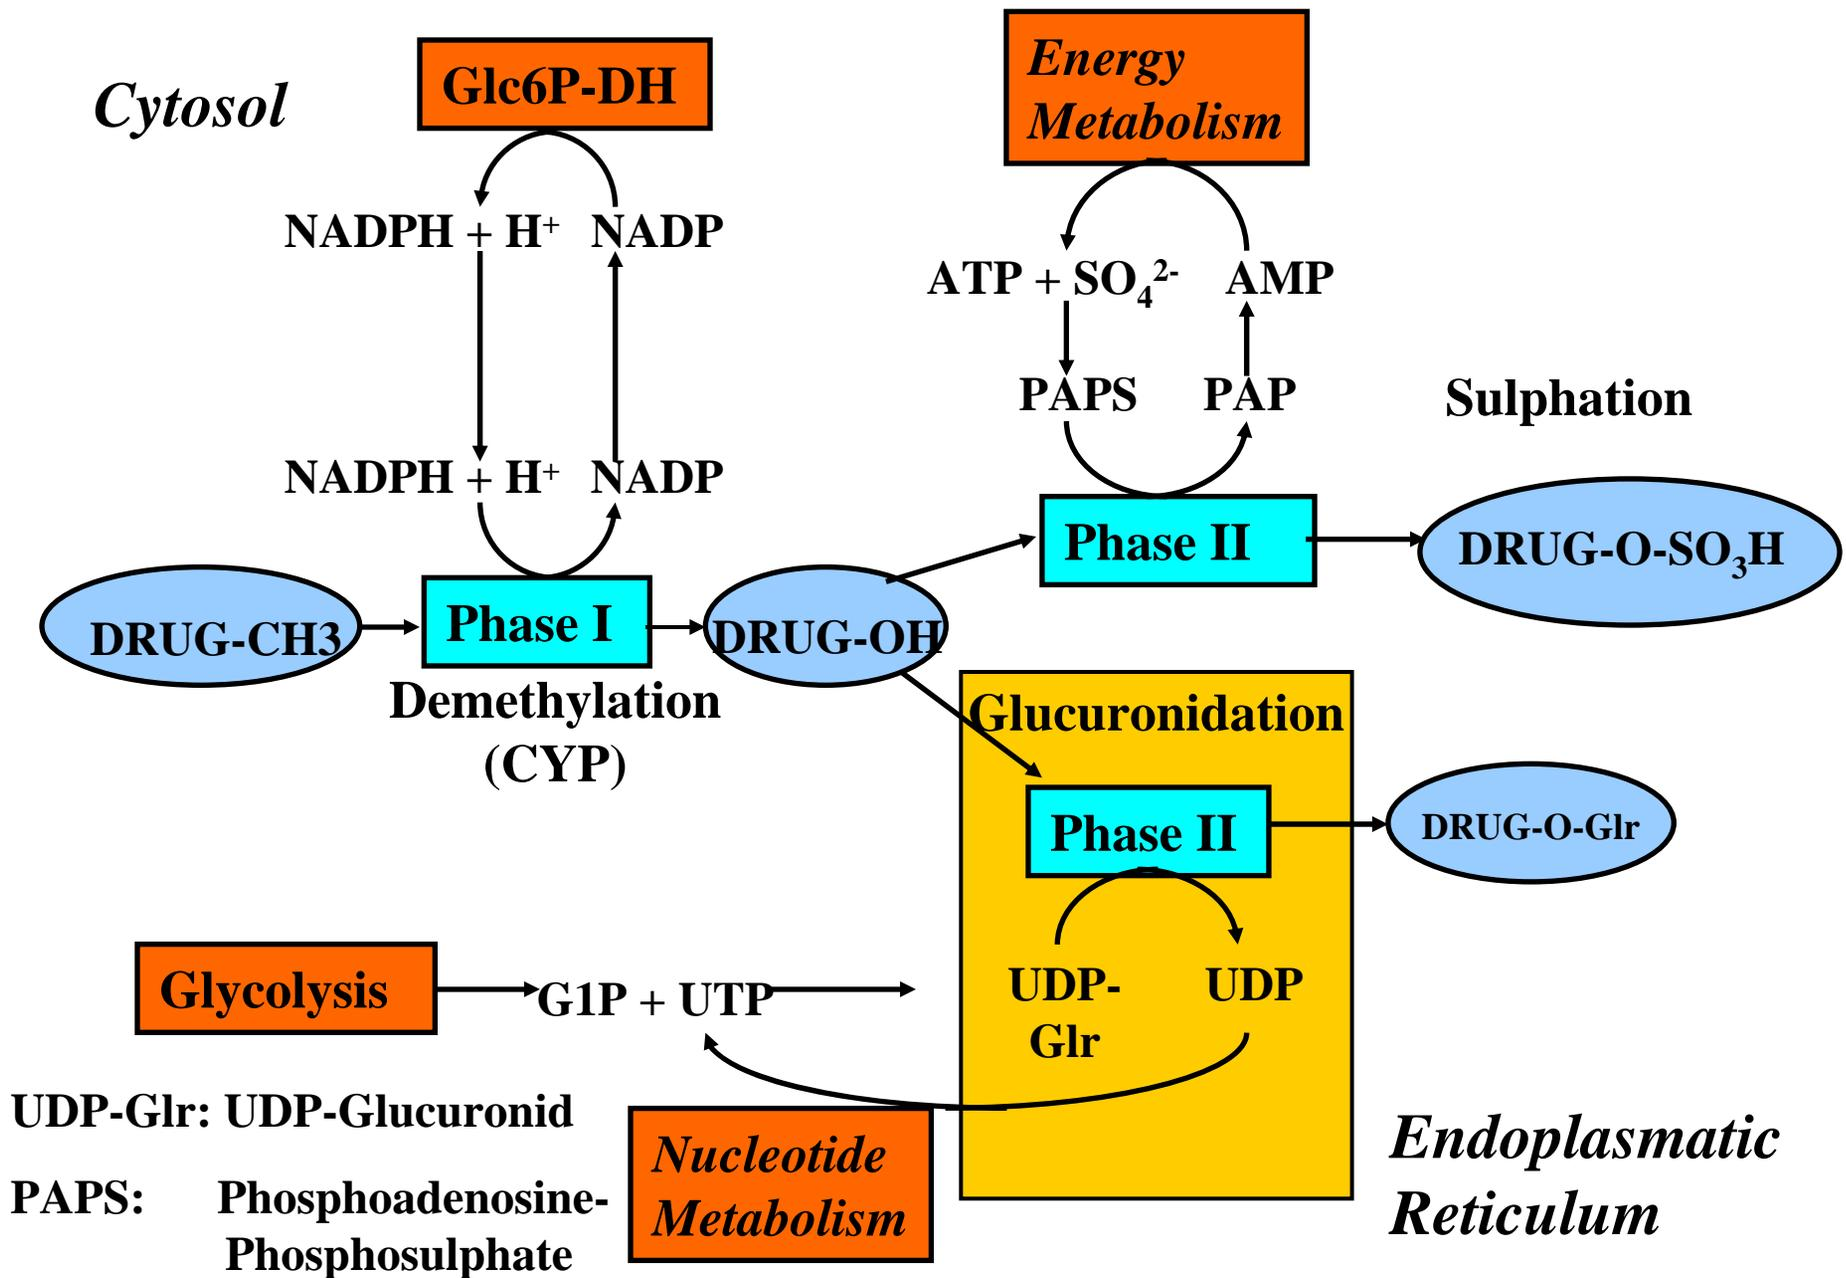 Cytosol
Glc6P-DH
Energy
Metabolism
NADPH + H⁺ NADP
ATP + SO₄²⁻ AMP
PAPS PAP
Sulphation
NADPH + H⁺ NADP
Phase II
DRUG-O-SO₃H
DRUG-CH3
Phase I
DRUG-OH
Demethylation
(CYP)
Glucuronidation
Phase II
DRUG-O-Glr
Glycolysis
G1P + UTP
UDP-
Glr
UDP
UDP-Glr: UDP-Glucuronid
PAPS: Phosphoadenosine-
Phosphosulphate
Nucleotide
Metabolism
Endoplasmatic
Reticulum